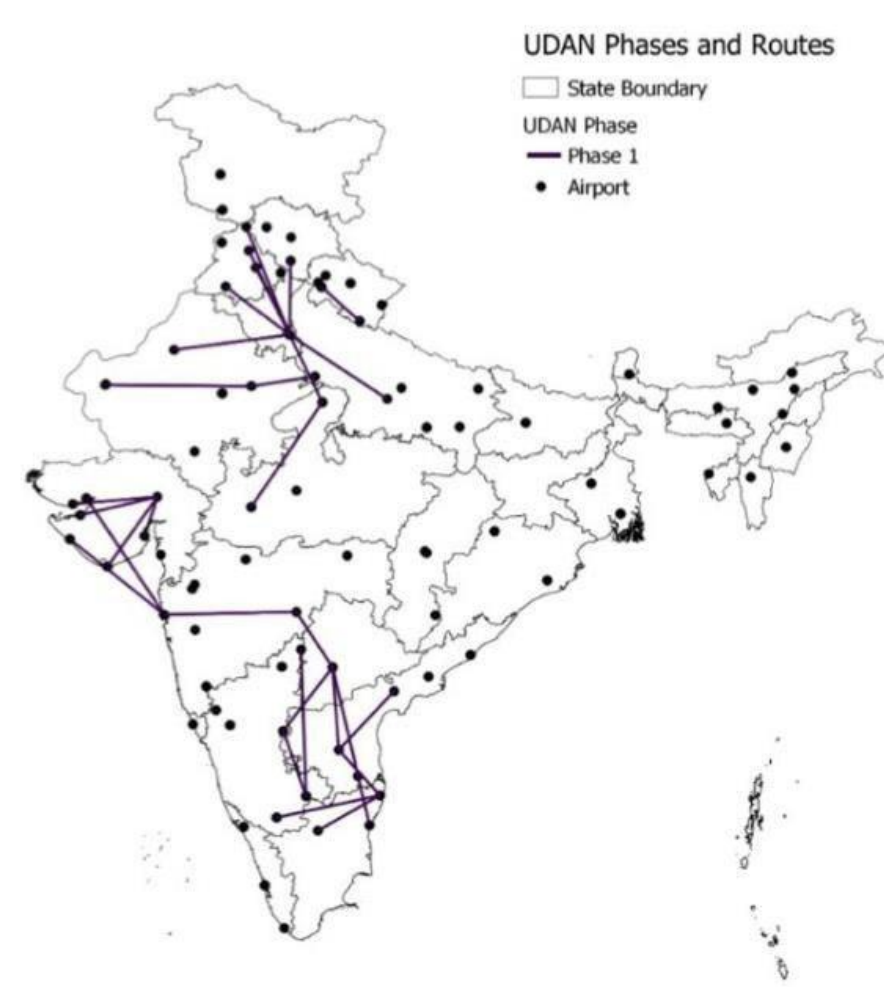 UDAN Phases and Routes
State Boundary
UDAN Phase
Phase 1
Airport